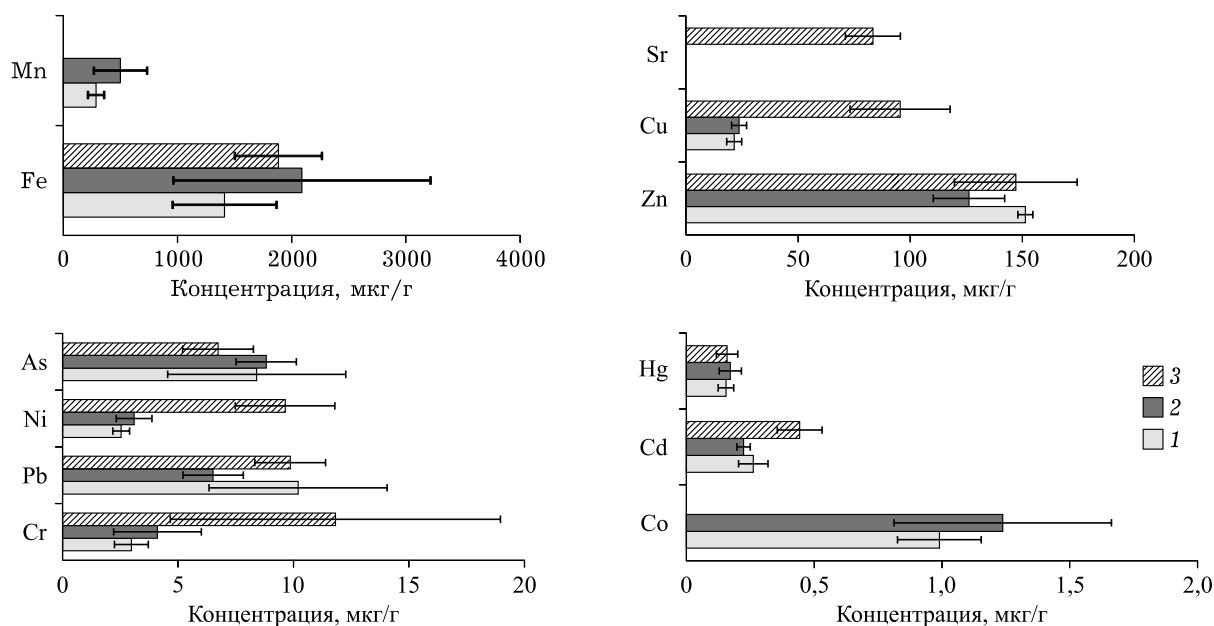 Mn
Fe
0 1000 2000 3000 4000
Концентрация, мкг/г
Sr
Cu
Zn
0 50 100 150 200
Концентрация, мкг/г
As
Ni
Pb
Cr
0 5 10 15 20
Концентрация, мкг/г
Hg
Cd
Co
0 0,5 1,0 1,5 2,0
Концентрация, мкг/г
3
2
1